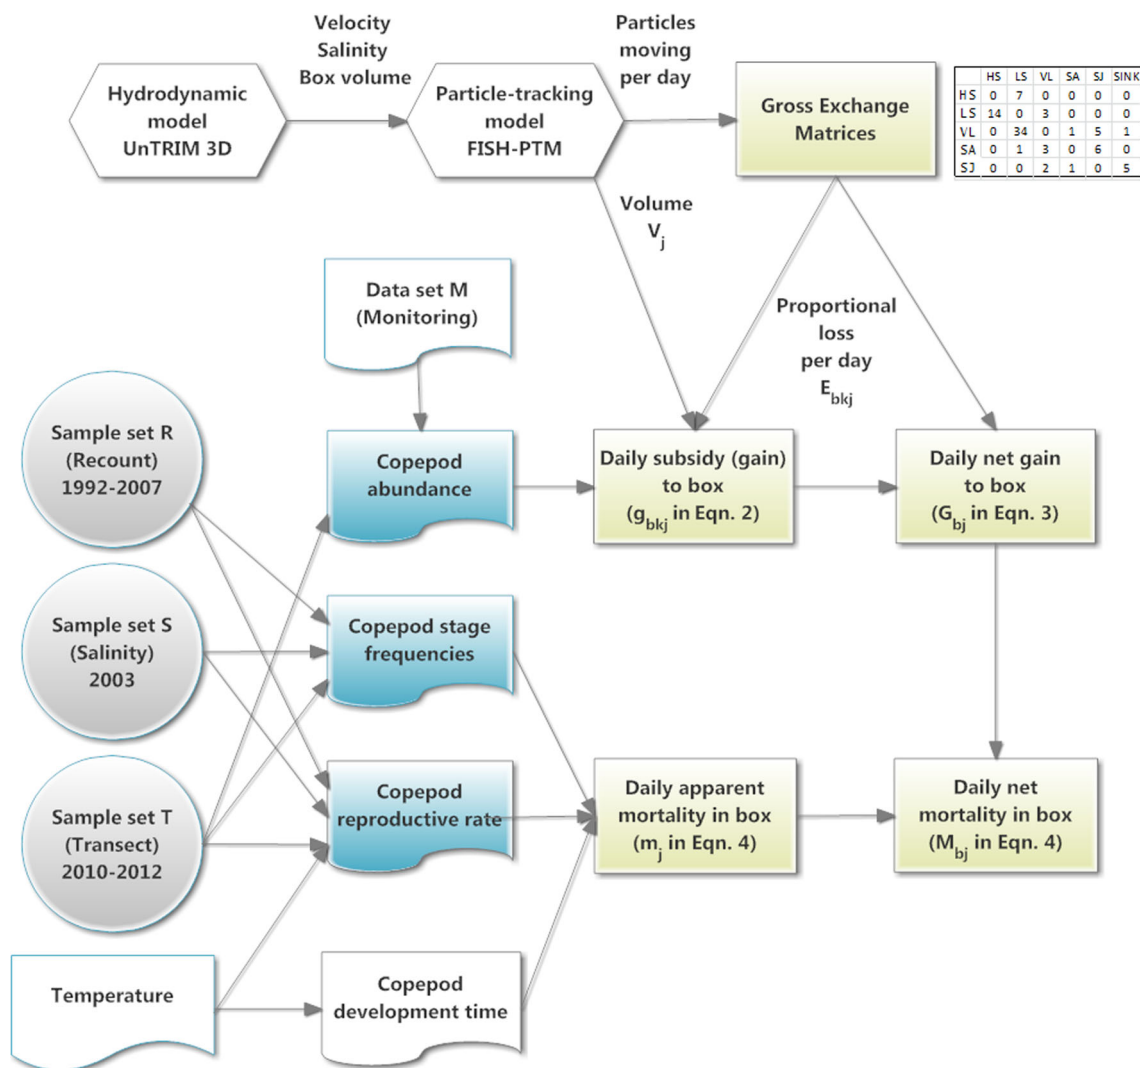 Velocity
Salinity
Box volume
Particles
moving
per day
Hydrodynamic
model
UnTRIM 3D
Particle-tracking
model
FISH-PTM
Gross Exchange
Matrices
HS LS VL SA SJ SINK
HS 0 7 0 0 0 0
LS 14 0 3 0 0 0
VL 0 34 0 1 5 1
SA 0 1 3 0 6 0
SJ 0 0 2 1 0 5
Volume
Vj
Data set M
(Monitoring)
Proportional
loss
per day
Ebkj
Sample set R
(Recount)
1992-2007
Copepod
abundance
Daily subsidy (gain)
to box
(gbkj in Eqn. 2)
Daily net gain
to box
(Gbj in Eqn. 3)
Sample set S
(Salinity)
2003
Copepod stage
frequencies
Sample set T
(Transect)
2010-2012
Copepod
reproductive rate
Daily apparent
mortality in box
(mj in Eqn. 4)
Daily net
mortality in box
(Mbj in Eqn. 4)
Temperature
Copepod
development time